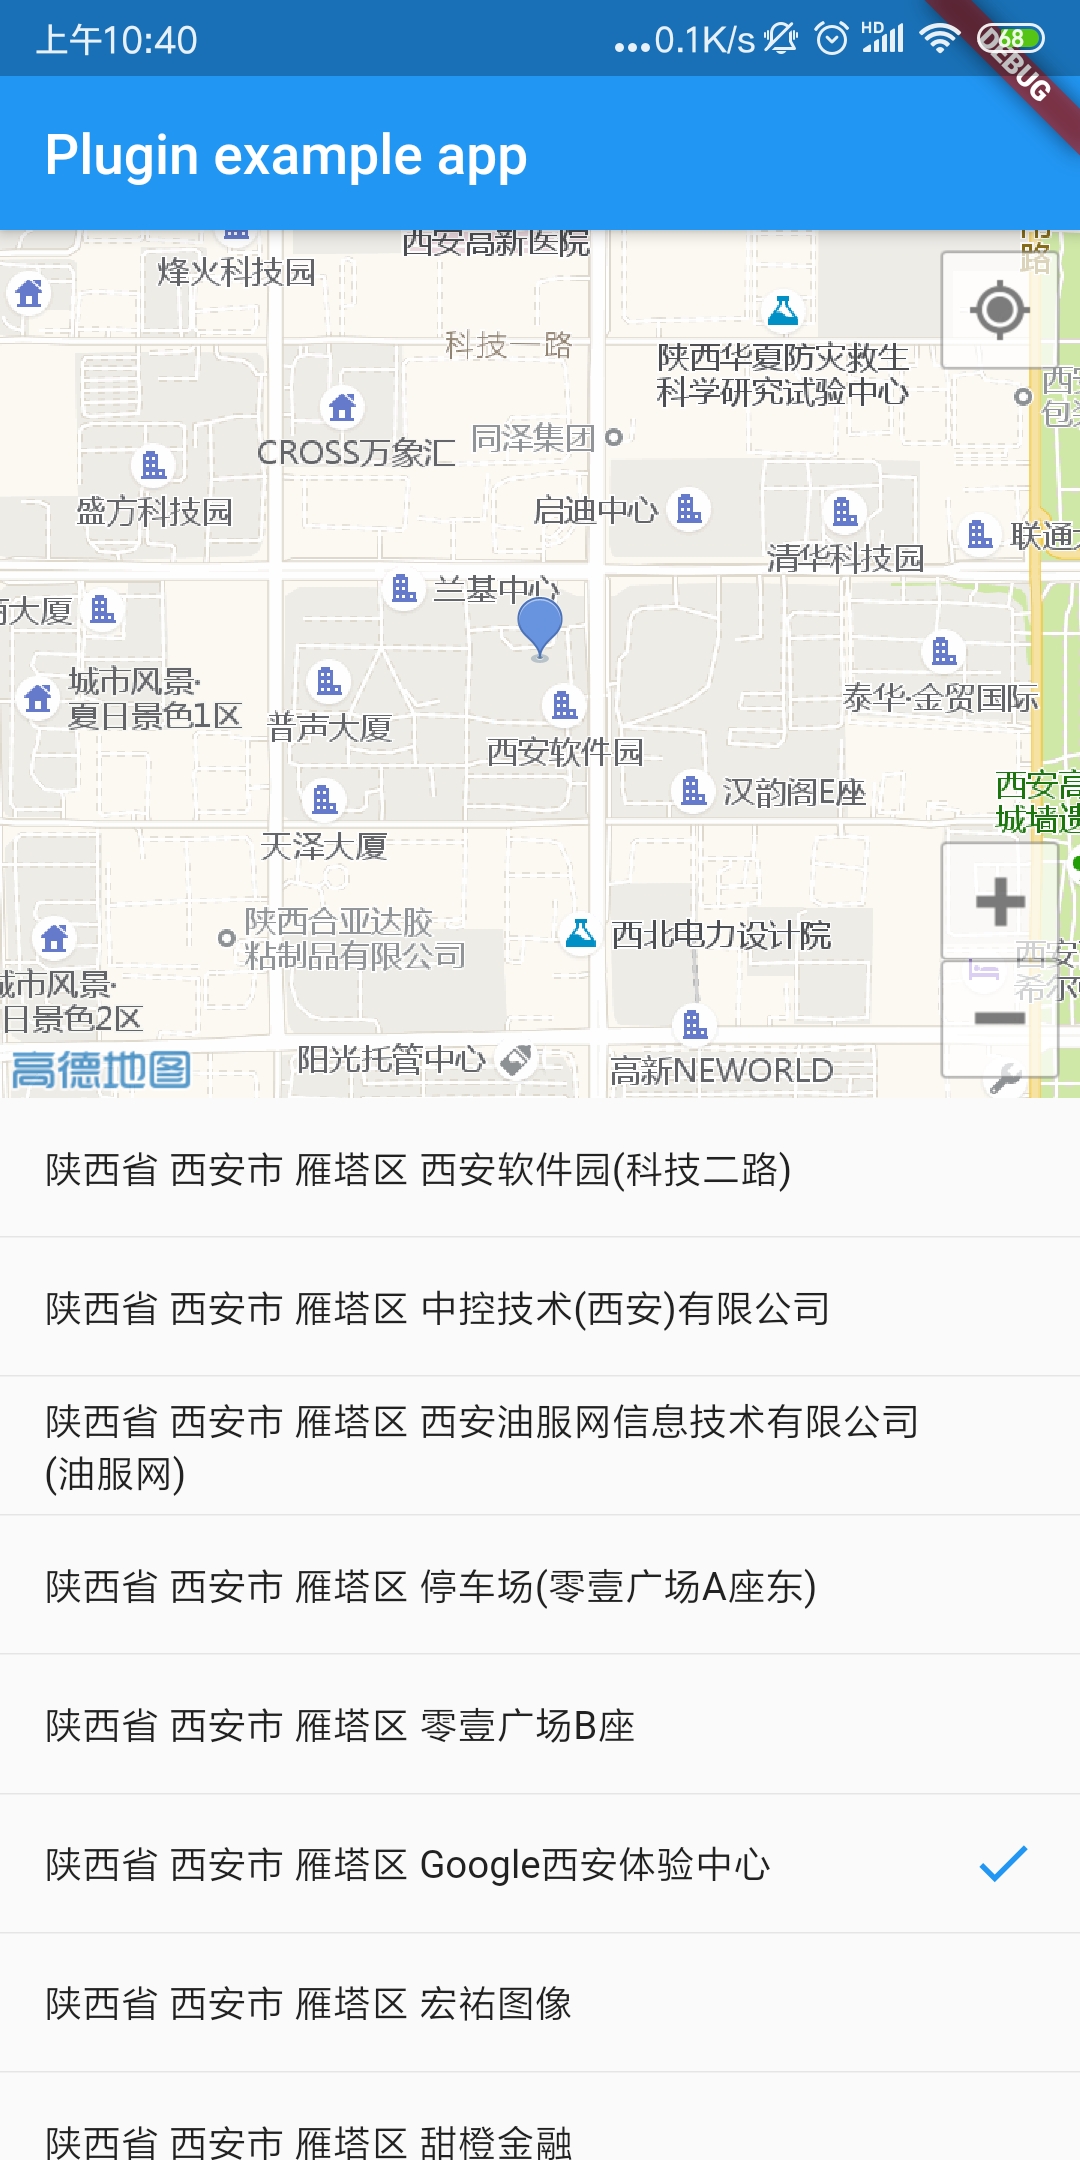 上午10:40
...0.1K/s
HD
68
DEBUG
Plugin example app
西安高新医院
烽火科技园
科技一路
陕西华夏防灾救生
科学研究试验中心
CROSS万象汇
同泽集团
盛方科技园
启迪中心
清华科技园
联通
兰基中心
大厦
城市风景·
夏日景色1区
普声大厦
西安软件园
泰华·金贸国际
汉韵阁E座
西安高
城墙遗
天泽大厦
陕西合亚达胶
粘制品有限公司
西北电力设计院
西安
希尔
城市风景·
日景色2区
阳光托管中心
高新NEWORLD
高德地图
陕西省 西安市 雁塔区 西安软件园(科技二路)
陕西省 西安市 雁塔区 中控技术(西安)有限公司
陕西省 西安市 雁塔区 西安油服网信息技术有限公司
(油服网)
陕西省 西安市 雁塔区 停车场(零壹广场A座东)
陕西省 西安市 雁塔区 零壹广场B座
陕西省 西安市 雁塔区 Google西安体验中心
陕西省 西安市 雁塔区 宏祐图像
陕西省 西安市 雁塔区 甜橙金融